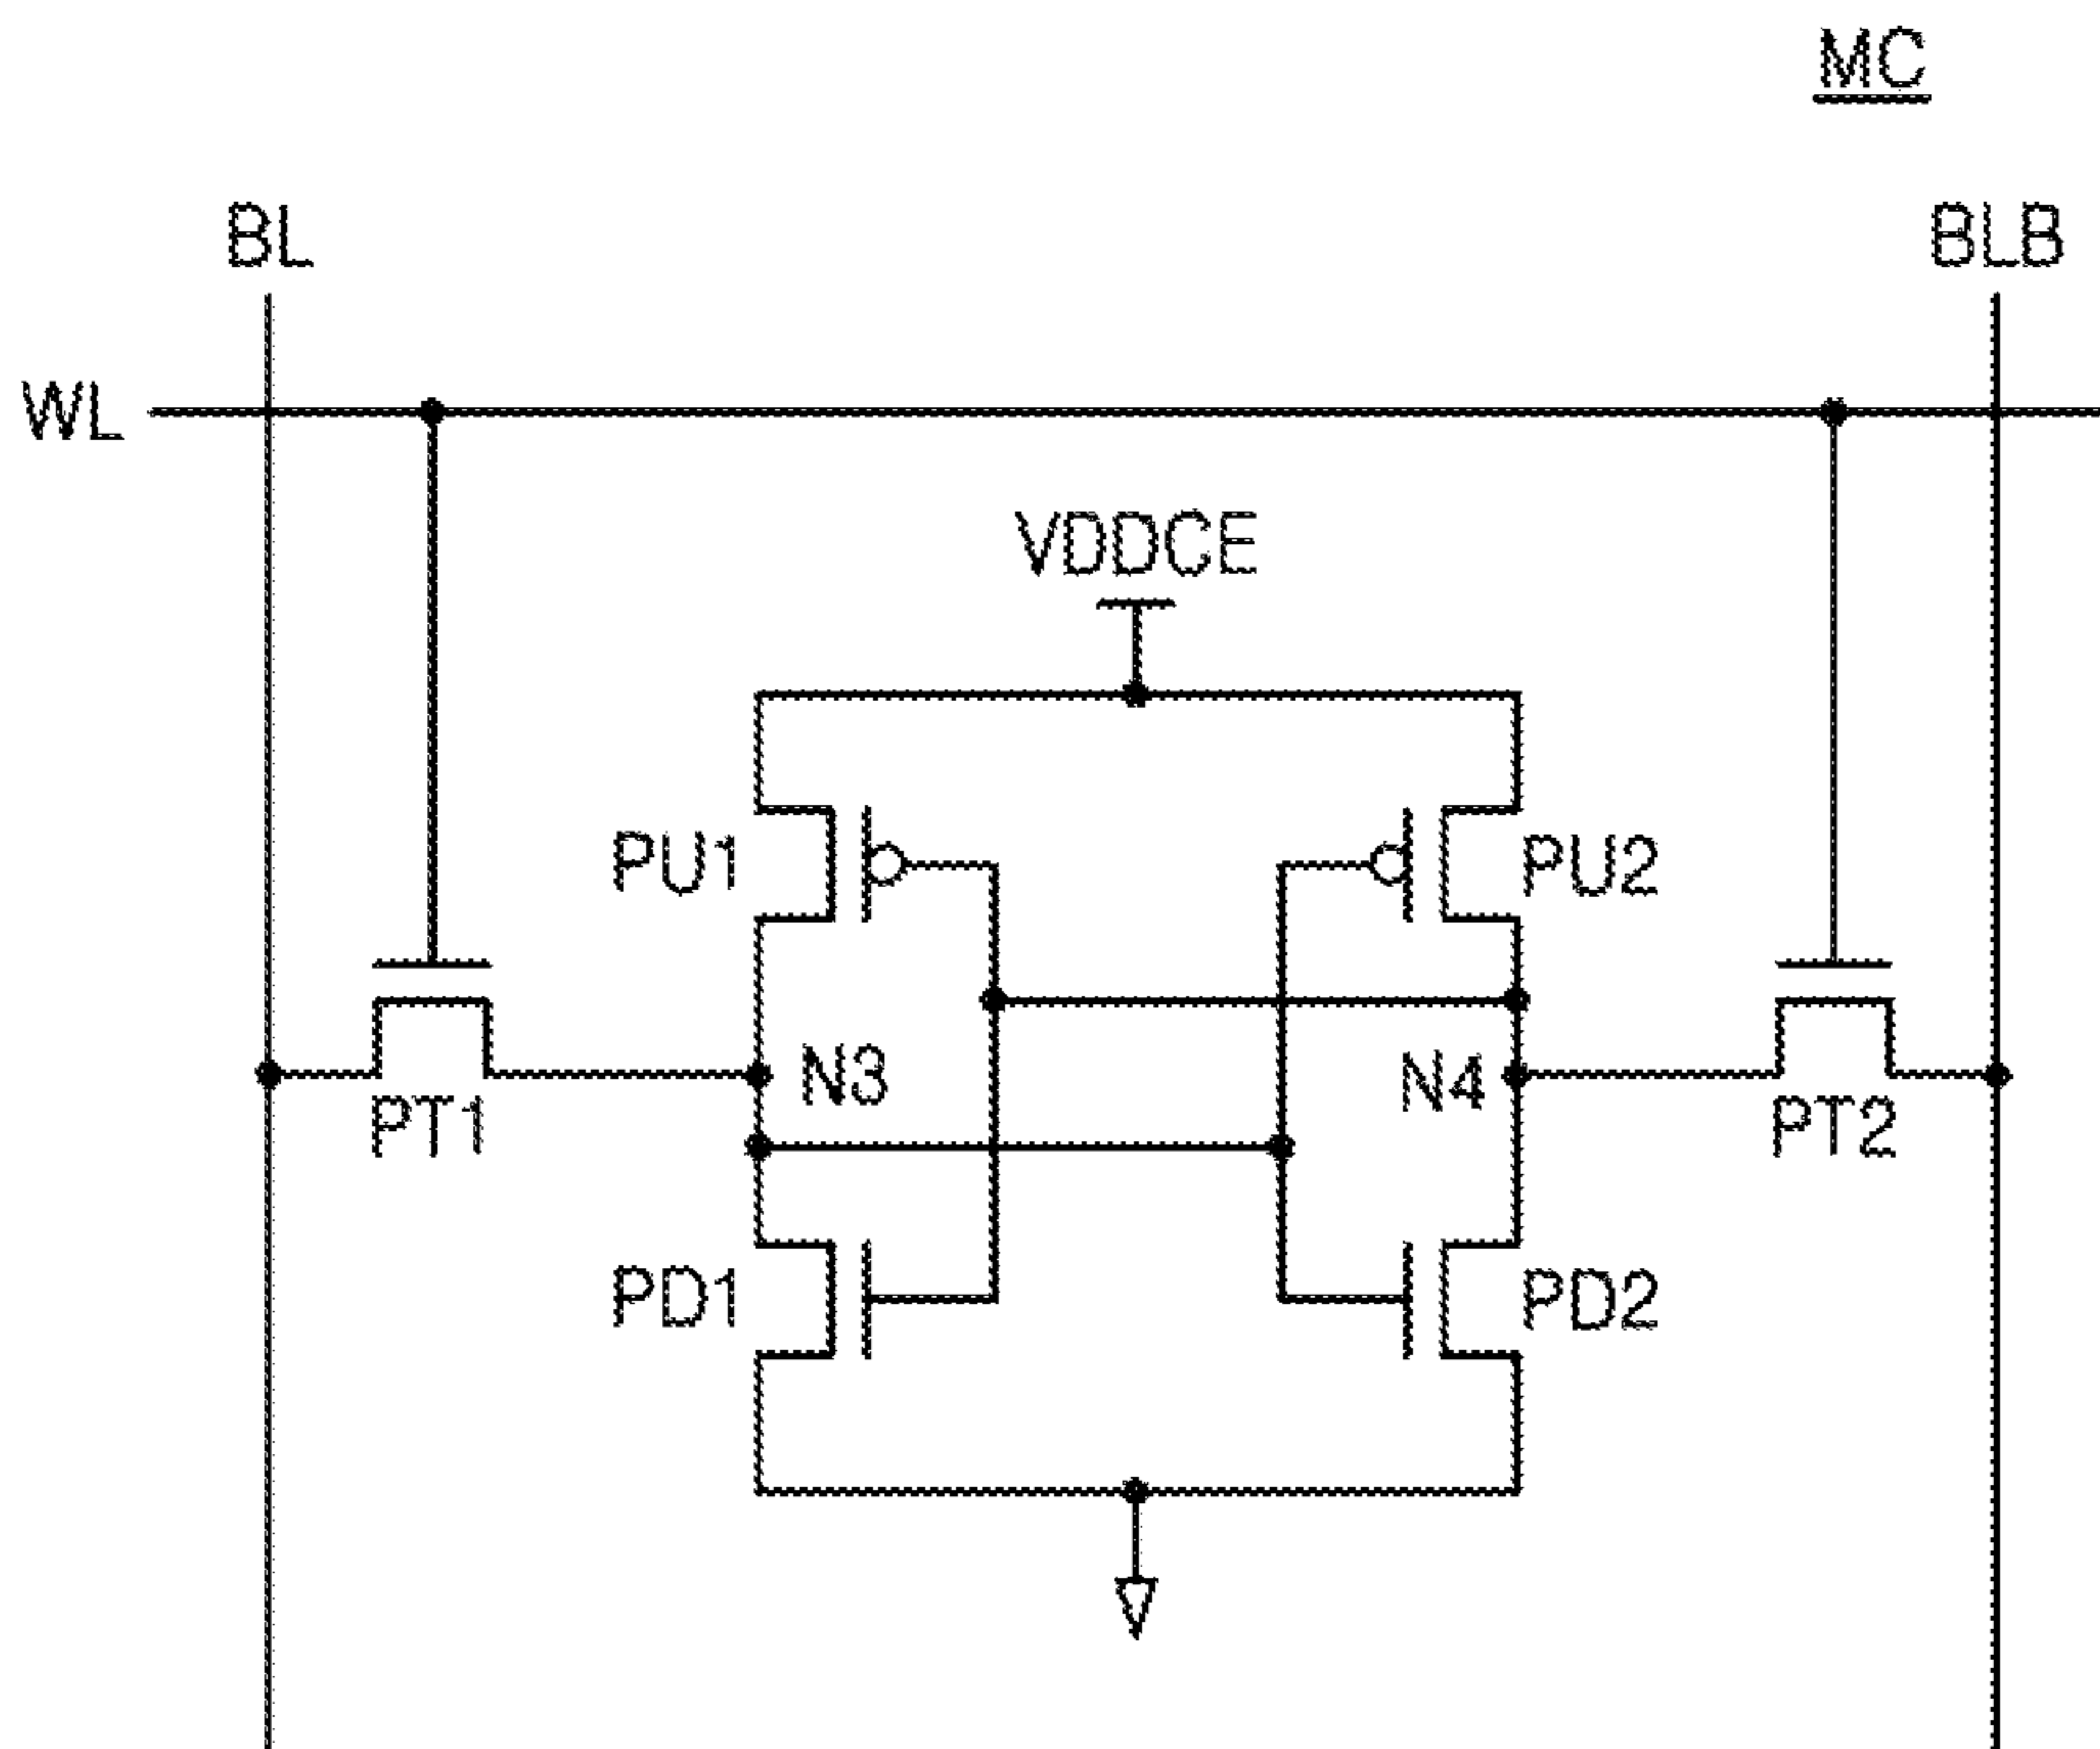 MC
BL
BLB
WL
VDDCE
PU1
PU2
N3
N4
PT1
PT2
PD1
PD2